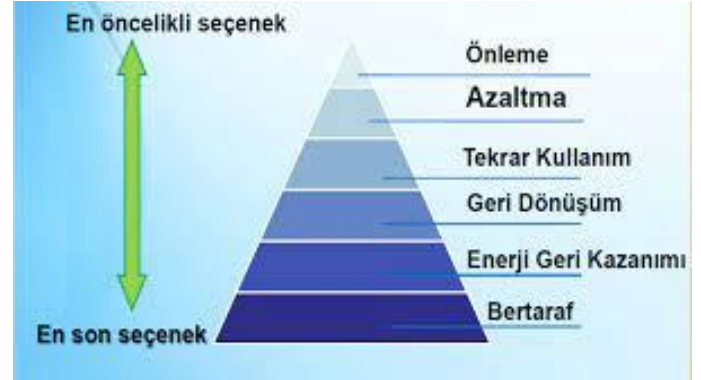 En öncelikli seçenek
Önleme
Azaltma
Tekrar Kullanım
Geri Dönüşüm
Enerji Geri Kazanımı
Bertaraf
En son seçenek